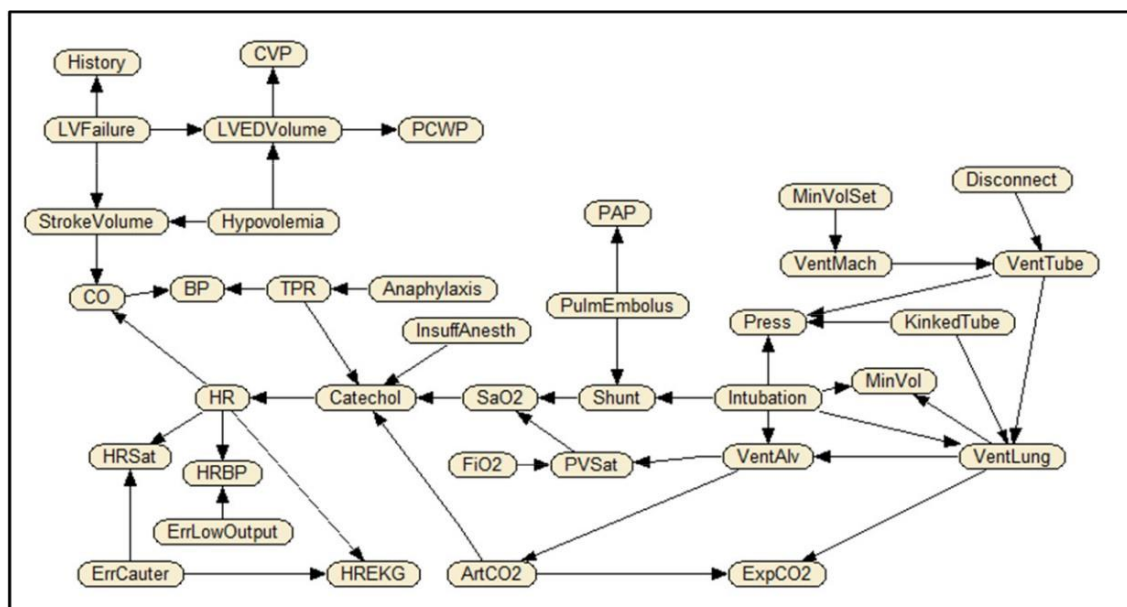 History
CVP
LVFailure
LVEDVolume
PCWP
Disconnect
MinVolSet
PAP
StrokeVolume
Hypovolemia
VentMach
VentTube
CO
BP
TPR
Anaphylaxis
PulmEmbolus
InsuffAnesth
Press
KinkedTube
MinVol
HR
Catechol
SaO2
Shunt
Intubation
HRSat
HRBP
FiO2
PVSat
VentAlv
VentLung
ErrLowOutput
ErrCauter
HREKG
ArtCO2
ExpCO2